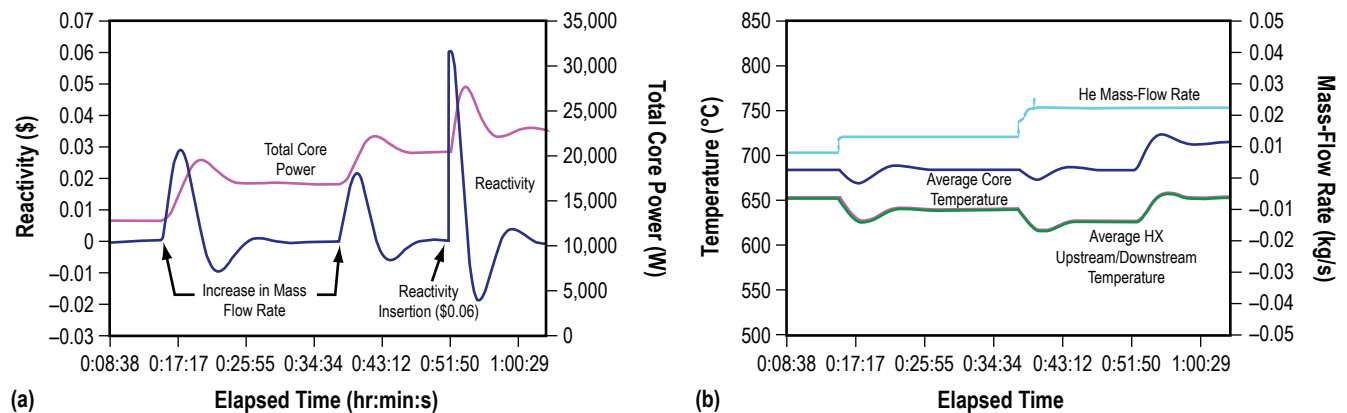 Reactivity ($)
0.07
0.06
0.05
0.04
0.03
0.02
0.01
0
–0.01
–0.02
–0.03
35,000
30,000
25,000
20,000
15,000
10,000
5,000
0
Total Core Power (W)
Total Core
Power
Reactivity
Increase in Mass
Flow Rate
Reactivity
Insertion ($0.06)
0:08:38 0:17:17 0:25:55 0:34:34 0:43:12 0:51:50 1:00:29
(a) Elapsed Time (hr:min:s)
Temperature (°C)
850
800
750
700
650
600
550
500
0.05
0.04
0.03
0.02
0.01
0
–0.01
–0.02
–0.03
–0.04
–0.05
Mass-Flow Rate (kg/s)
He Mass-Flow Rate
Average Core
Temperature
Average HX
Upstream/Downstream
Temperature
0:08:38 0:17:17 0:25:55 0:34:34 0:43:12 0:51:50 1:00:29
(b) Elapsed Time